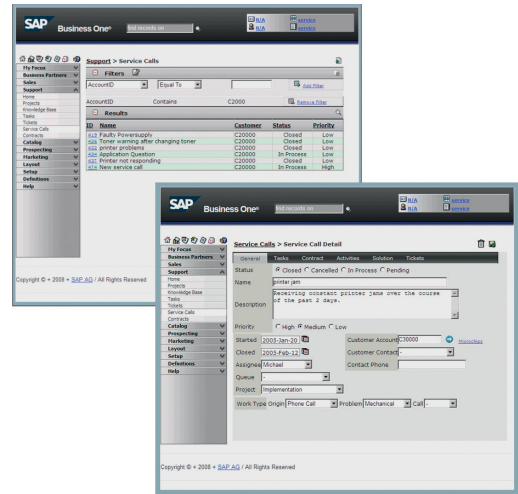 SAP Business One® find records on
N/A service
N/A service
Support > Service Calls
My Focus
Business Partners
Sales
Support
Home
Projects
Knowledge Base
Tasks
Tickets
Service Calls
Contracts
Catalog
Prospecting
Marketing
Layout
Setup
Definitions
Help
Filters
AccountID Equal To Add Filter
AccountID Contains C2000 Remove Filter
Results
ID Name Customer Status Priority
Faulty Powersupply C20000 Closed Low
Toner warning after changing toner C20000 Closed Low
printer problems C20000 Closed Low
Application Question C20000 In Process Low
Printer not responding C20000 Closed Low
New service call C20000 In Process High
Copyright © + 2008 + SAP AG / All Rights Reserved
SAP Business One® find records on
N/A service
N/A service
Service Calls > Service Call Detail
My Focus
Business Partners
Sales
Support
Home
Projects
Knowledge Base
Tasks
Tickets
Service Calls
Contracts
Catalog
Prospecting
Marketing
Layout
Setup
Definitions
Help
General Tasks Contract Activities Solution Tickets
Status Closed Cancelled In Process Pending
Name printer jam
Description Receiving constant printer jams over the course
of the past 2 days.
Priority High Medium Low
Started 2003-Jan-20 Customer Account C30000 Microchips
Closed 2003-Feb-12 Customer Contact -
Assignee Michael Contact Phone
Queue -
Project Implementation
Work Type Origin Phone Call Problem Mechanical Call -
Copyright © + 2008 + SAP AG / All Rights Reserved